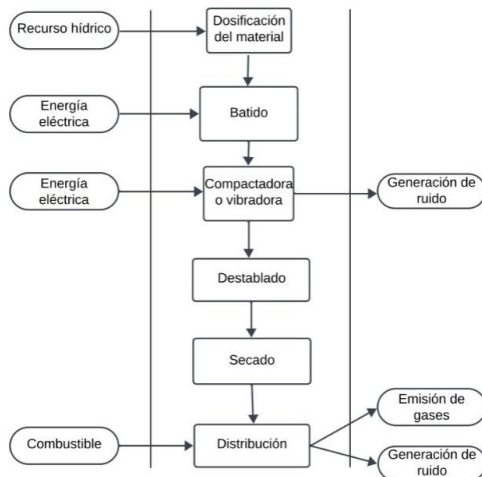 Recurso hídrico
Dosificación
del material
Energía
eléctrica
Batido
Energía
eléctrica
Compactadora
o vibradora
Generación de
ruido
Destablado
Secado
Emisión de
gases
Combustible
Distribución
Generación de
ruido